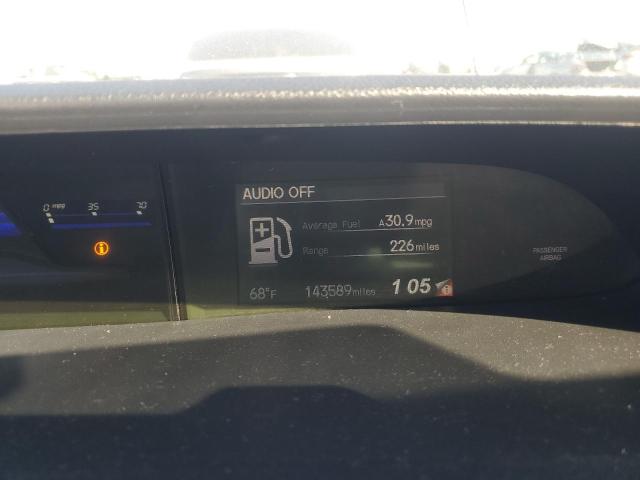 AUDIO OFF
0 mpg 35 70
Average Fuel A30.9mpg
Range 226miles
PASSENGER
AIRBAG
68°F 143589miles 1 05